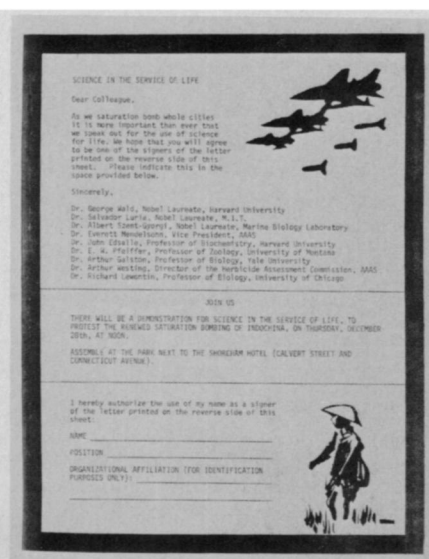 SCIENCE IN THE SERVICE OF LIFE
Dear Colleague,
As we saturation bomb whole cities
it is more important than ever that
we speak out for the use of science
for life. We hope that you will agree
to be one of the signers of the letter
printed on the reverse side of this
sheet. Please indicate this in the
space provided below.
Sincerely,
Dr. George Wald, Nobel Laureate, Harvard University
Dr. Salvador Luria, Nobel Laureate, M.I.T.
Dr. Albert Szent-Gyorgi, Nobel Laureate, Marine Biology Laboratory
Dr. Everett Mendelsohn, Vice President, AAAS
Dr. John Edsall, Professor of Biochemistry, Harvard University
Dr. E. W. Pfeiffer, Professor of Zoology, University of Montana
Dr. Arthur Galston, Professor of Biology, Yale University
Dr. Arthur Westing, Director of the Herbicide Assessment Commission, AAAS
Dr. Richard Lewontin, Professor of Biology, University of Chicago
JOIN US
THERE WILL BE A DEMONSTRATION FOR SCIENCE IN THE SERVICE OF LIFE, TO
PROTEST THE RENEWED SATURATION BOMBING OF INDOCHINA, ON THURSDAY, DECEMBER
28th, AT NOON.
ASSEMBLE AT THE PARK NEXT TO THE SHOREHAM HOTEL (CALVERT STREET AND
CONNECTICUT AVENUE).
I hereby authorize the use of my name as a signer
of the letter printed on the reverse side of this
sheet:
NAME
POSITION
ORGANIZATIONAL AFFILIATION (FOR IDENTIFICATION
PURPOSES ONLY):